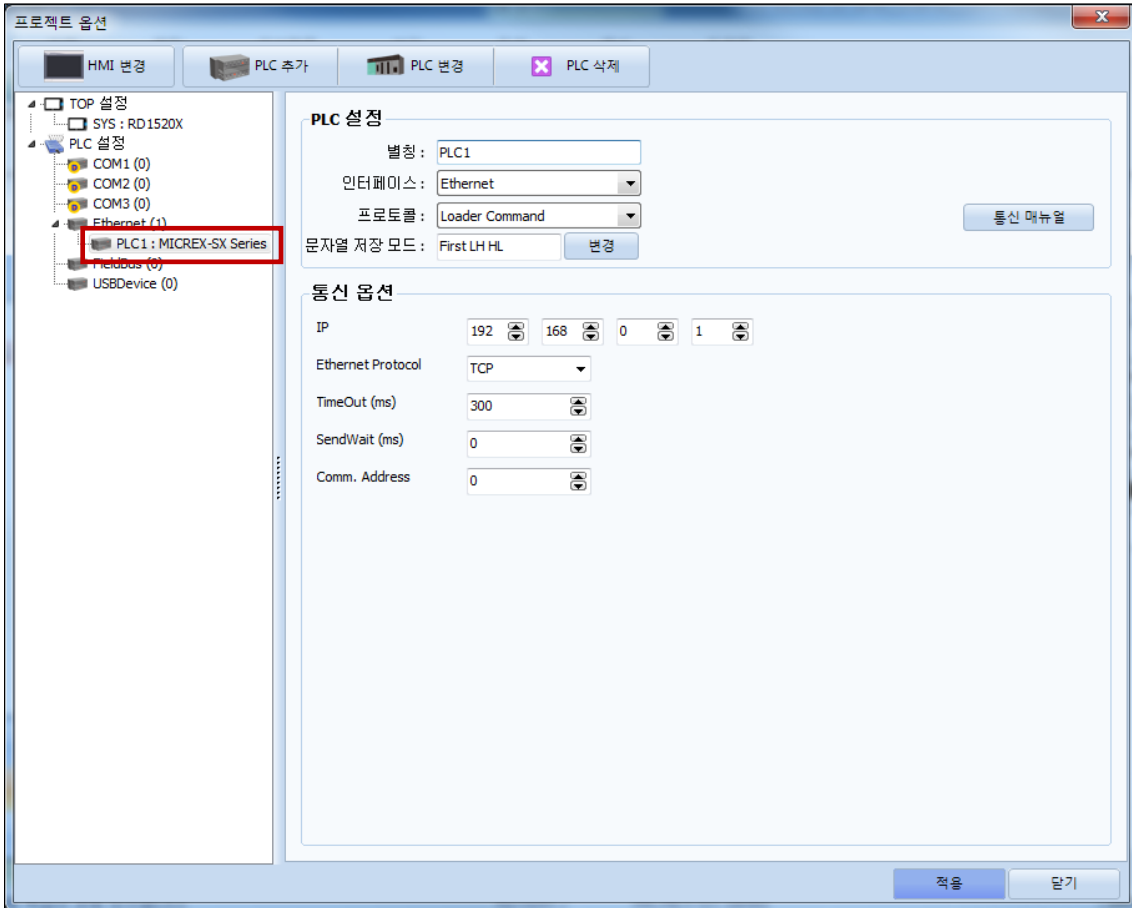 프로젝트 옵션
HMI 변경 PLC 추가 PLC 변경 PLC 삭제
TOP 설정
SYS : RD1520X
PLC 설정
COM1 (0)
COM2 (0)
COM3 (0)
Ethernet (1)
PLC1 : MICREX-SX Series
FieldBus (0)
USBDevice (0)
PLC 설정
별칭 : PLC1
인터페이스 : Ethernet
프로토콜 : Loader Command 통신 매뉴얼
문자열 저장 모드 : First LH HL 변경
통신 옵션
IP 192 168 0 1
Ethernet Protocol TCP
TimeOut (ms) 300
SendWait (ms) 0
Comm. Address 0
적용 닫기